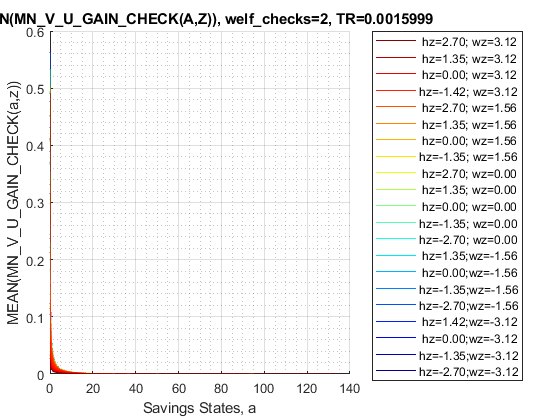 N(MN_V_U_GAIN_CHECK(A,Z)), welf_checks=2, TR=0.0015999
MEAN(MN_V_U_GAIN_CHECK(a,z))
0.6
0.5
0.4
0.3
0.2
0.1
0
0 20 40 60 80 100 120 140
Savings States, a
hz=2.70; wz=3.12
hz=1.35; wz=3.12
hz=0.00; wz=3.12
hz=-1.42; wz=3.12
hz=2.70; wz=1.56
hz=1.35; wz=1.56
hz=0.00; wz=1.56
hz=-1.35; wz=1.56
hz=2.70; wz=0.00
hz=1.35; wz=0.00
hz=0.00; wz=0.00
hz=-1.35; wz=0.00
hz=-2.70; wz=0.00
hz=1.35;wz=-1.56
hz=0.00;wz=-1.56
hz=-1.35;wz=-1.56
hz=-2.70;wz=-1.56
hz=1.42;wz=-3.12
hz=0.00;wz=-3.12
hz=-1.35;wz=-3.12
hz=-2.70;wz=-3.12